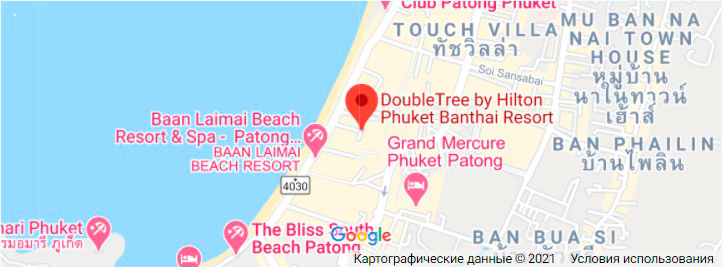 Club Patong Phuket
TOUCH VILLA
ทัชวิลล่า
MU BAN NA
NAI TOWN
HOUSE
หมู่บ้าน
นาในทาวน์
เฮ้าส์
Soi Sansabai
DoubleTree by Hilton
Phuket Banthai Resort
Baan Laimai Beach
Resort & Spa - Patong...
BAAN LAIMAI
BEACH RESORT
Grand Mercure
Phuket Patong
BAN PHAILIN
บ้านไพลิน
4030
nari Phuket
รมอมารี ภูเก็ต
The Bliss South
Beach Patong
Google
BAN BUA SI
Картографические данные © 2021
Условия использования